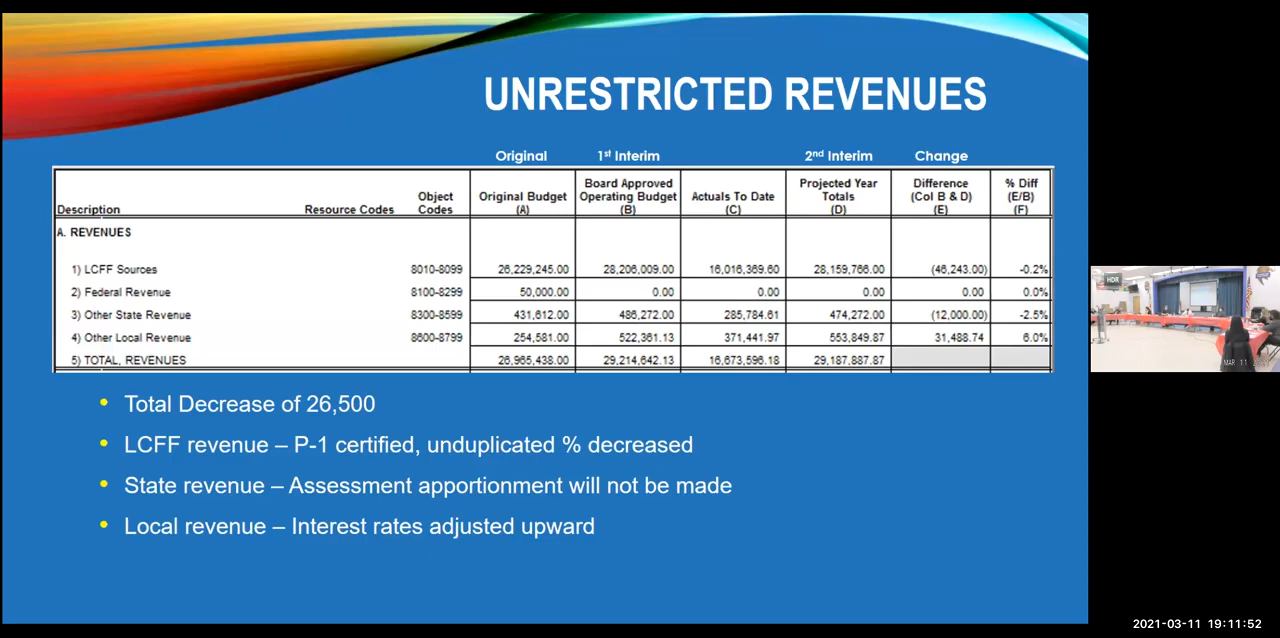 UNRESTRICTED REVENUES
Original 1st Interim 2nd Interim Change
Description Resource Codes Object Codes Original Budget (A) Board Approved Operating Budget (B) Actuals To Date (C) Projected Year Totals (D) Difference (Col B & D) (E) % Diff (E/B) (F)
A. REVENUES
1) LCFF Sources 8010-8099 26,229,245.00 28,206,009.00 16,016,369.60 28,159,766.00 (46,243.00) -0.2%
2) Federal Revenue 8100-8299 50,000.00 0.00 0.00 0.00 0.00 0.0%
3) Other State Revenue 8300-8599 431,612.00 486,272.00 285,784.61 474,272.00 (12,000.00) -2.5%
4) Other Local Revenue 8600-8799 254,581.00 522,361.13 371,441.97 553,849.87 31,488.74 6.0%
5) TOTAL, REVENUES 26,965,438.00 29,214,642.13 16,673,596.18 29,187,887.87
• Total Decrease of 26,500
• LCFF revenue – P-1 certified, unduplicated % decreased
• State revenue – Assessment apportionment will not be made
• Local revenue – Interest rates adjusted upward
HDR
MAR 11
2021-03-11 19:11:52